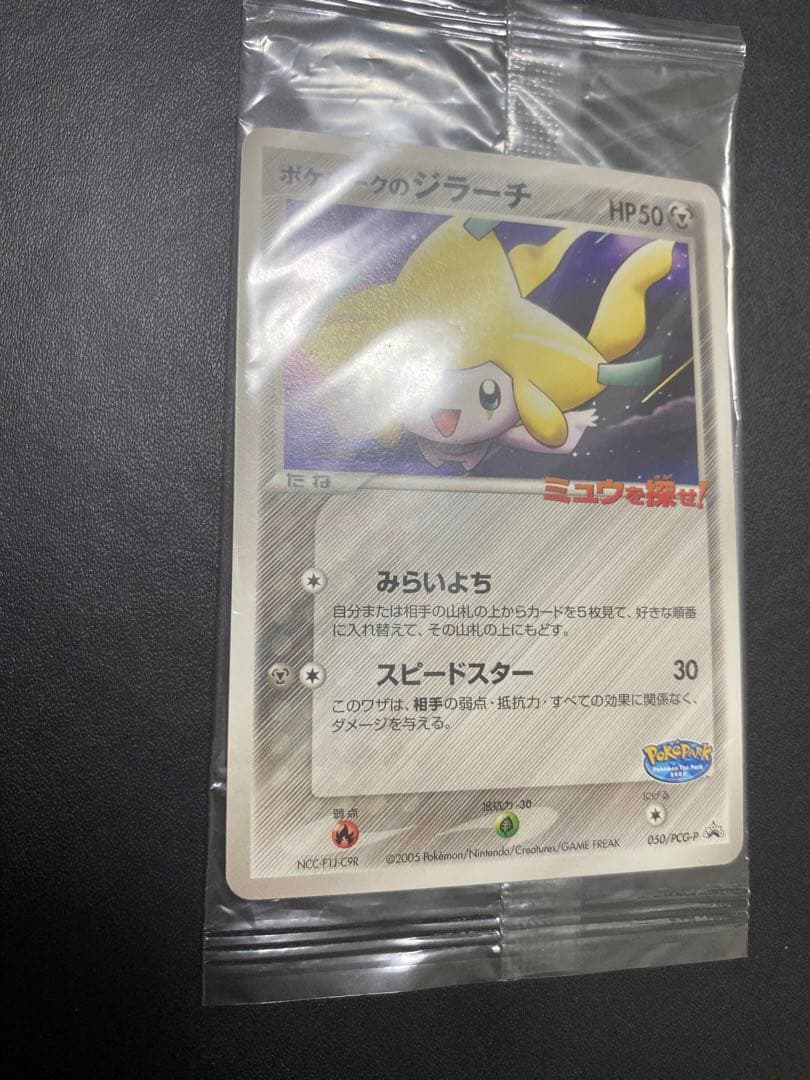 ポケパークのジラーチ
HP50
たね
ミュウを探せ!
みらいよち
自分または相手の山札の上からカードを5枚見て、好きな順番
に入れ替えて、その山札の上にもどす。
スピードスター 30
このワザは、相手の弱点・抵抗力・すべての効果に関係なく、
ダメージを与える。
POKéPARK
Pokémon The Park
2005
弱点
抵抗力 -30
にげる
NCC-F1J-C9R
©2005 Pokémon/Nintendo/Creatures/GAME FREAK
050/PCG-P